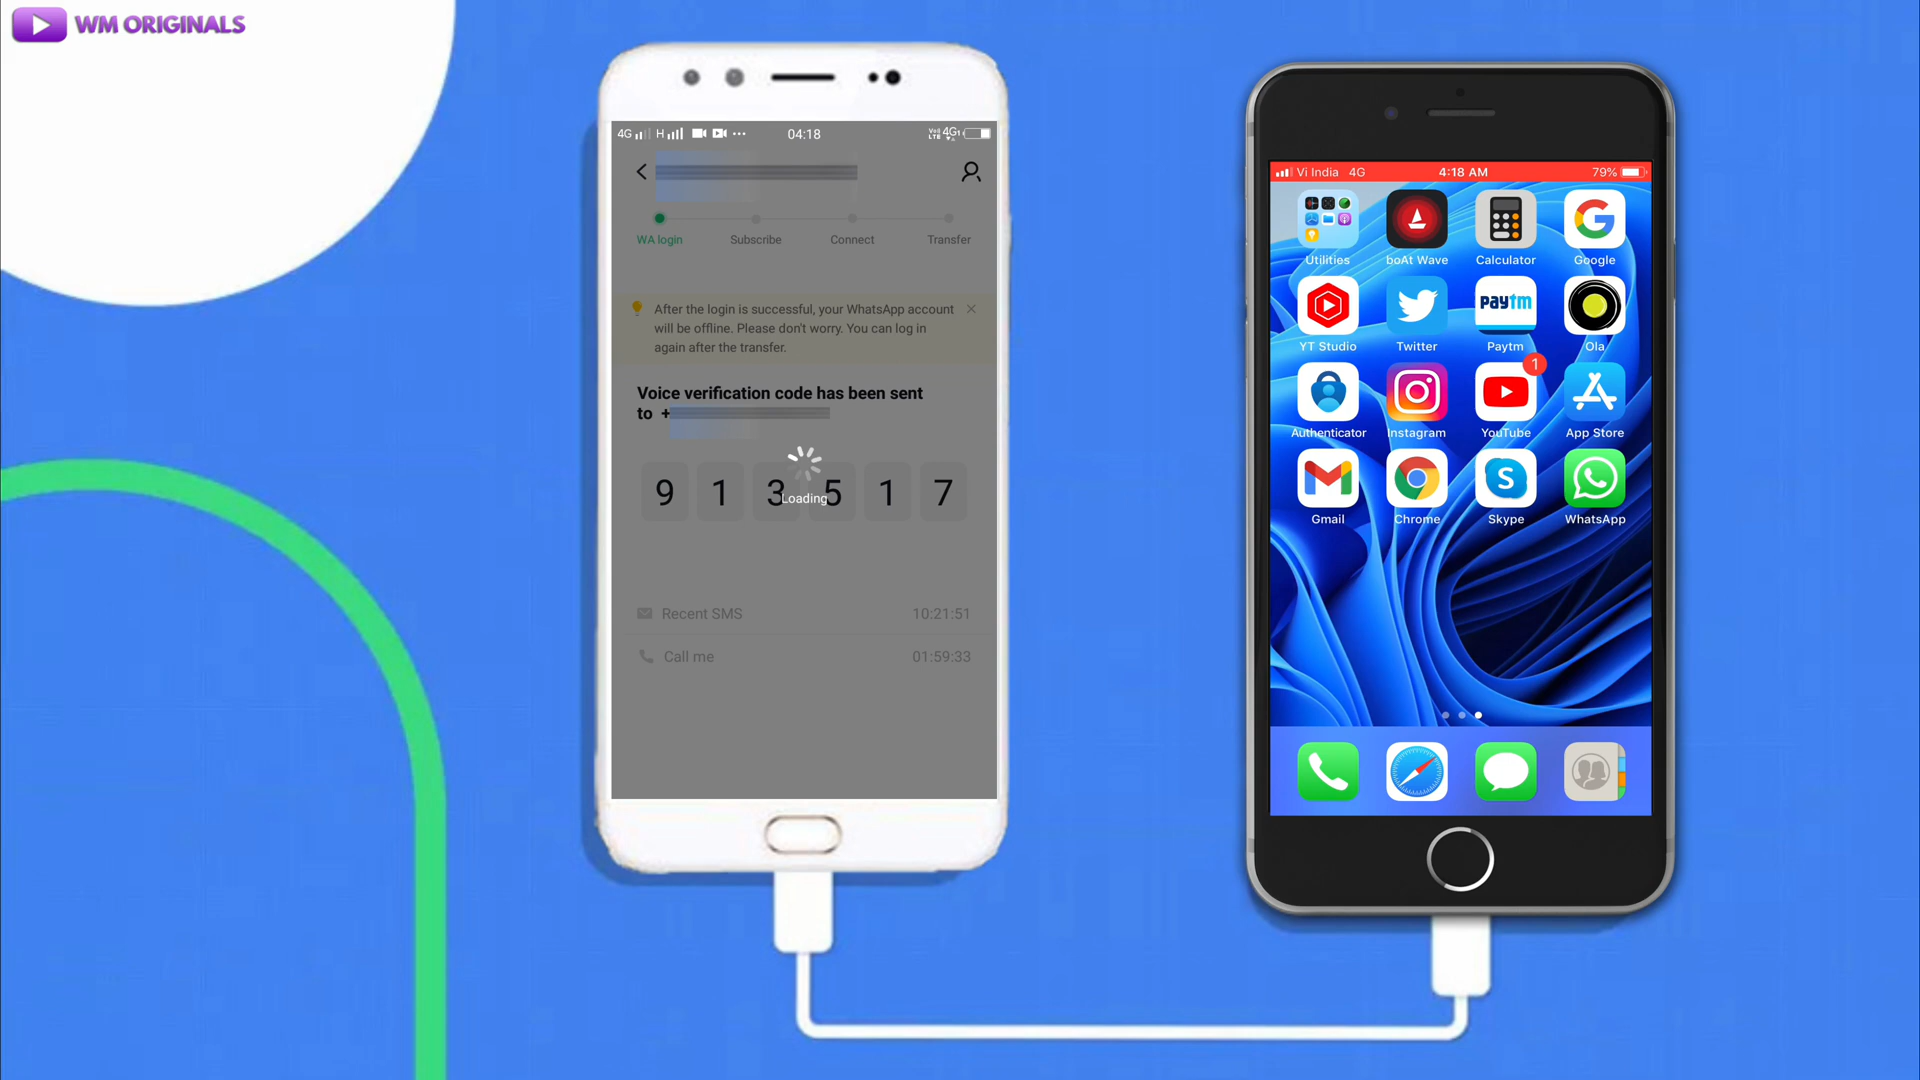 WM ORIGINALS
4G H 04:18 VoLTE 4G
WA login Subscribe Connect Transfer
After the login is successful, your WhatsApp account
will be offline. Please don't worry. You can log in
again after the transfer.
Voice verification code has been sent
to +
9 1 3 5 1 7
Loading
Recent SMS 10:21:51
Call me 01:59:33
Vi India 4G 4:18 AM 79%
Utilities boAt Wave Calculator Google
paytm
YT Studio Twitter Paytm Ola
1
Authenticator Instagram YouTube App Store
S
Gmail Chrome Skype WhatsApp